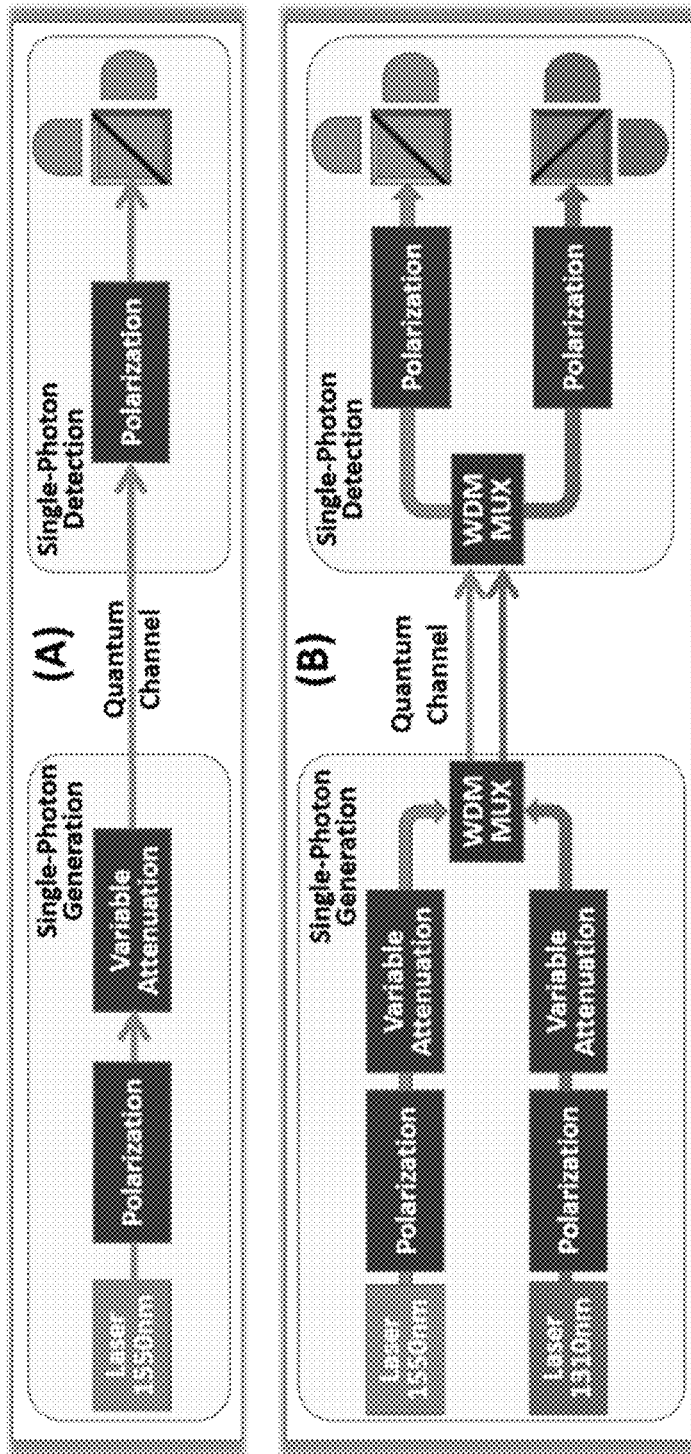 (A)
Single-Photon
Generation
Laser
1550nm
Polarization
Variable
Attenuation
Quantum
Channel
Single-Photon
Detection
Polarization
(B)
Single-Photon
Generation
Laser
1550nm
Polarization
Variable
Attenuation
Laser
1310nm
Polarization
Variable
Attenuation
WDM
MUX
Quantum
Channel
Single-Photon
Detection
WDM
MUX
Polarization
Polarization